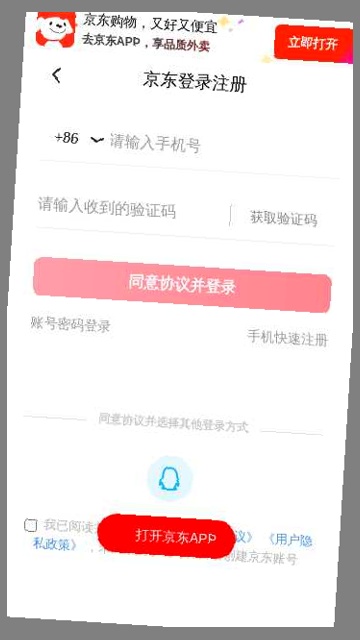 京东购物，又好又便宜
去京东APP，享品质外卖
立即打开
京东登录注册
+86
请输入手机号
请输入收到的验证码
获取验证码
同意协议并登录
账号密码登录
手机快速注册
同意协议并选择其他登录方式
我已阅读
议》 《用户隐
打开京东APP
私政策》
创建京东账号